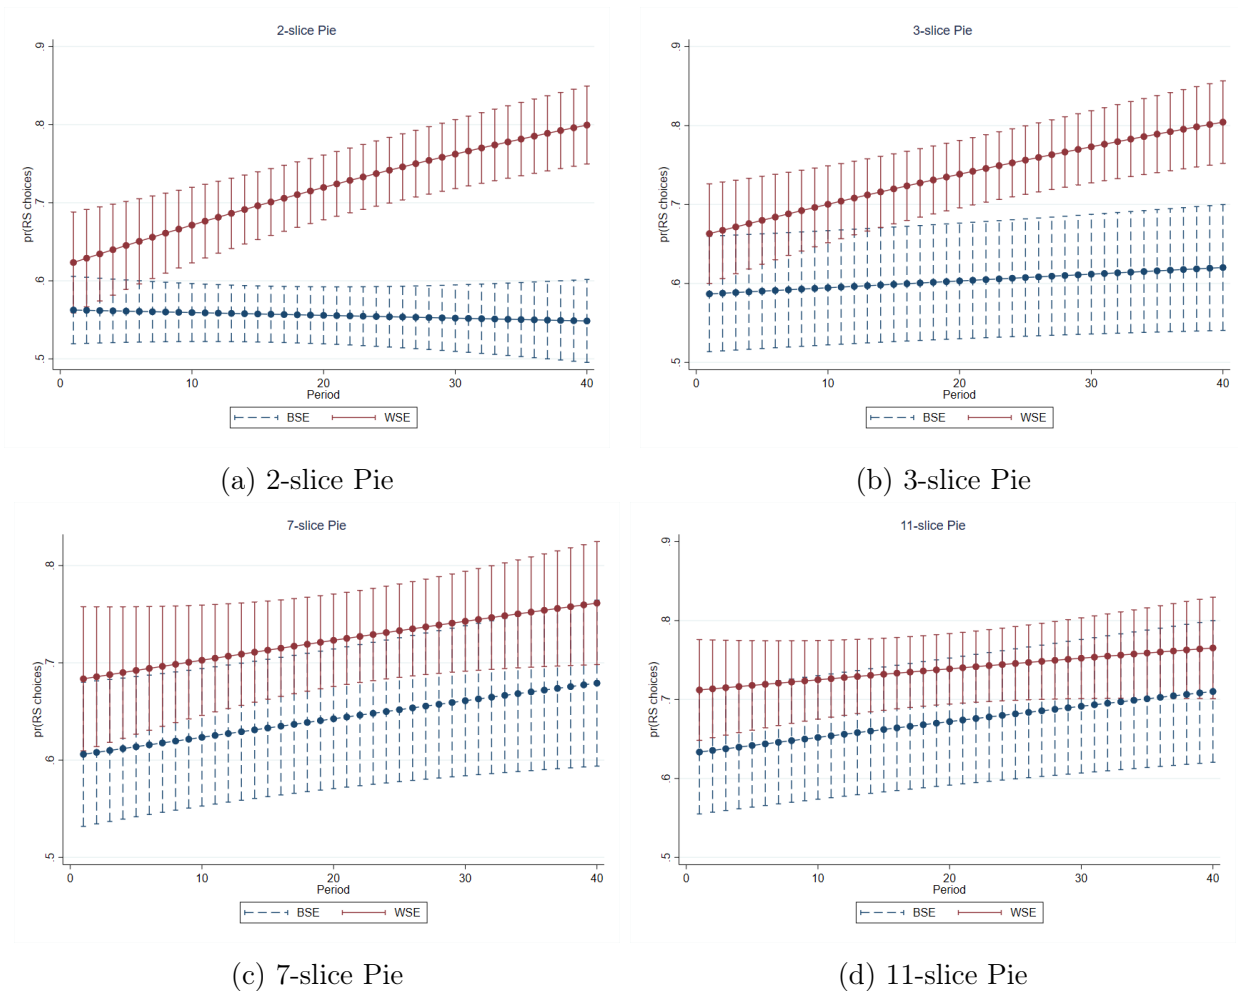 2-slice Pie
pr(RS choices)
.9
.8
.7
.6
.5
0 10 20 30 40
Period
BSE WSE
(a) 2-slice Pie
3-slice Pie
pr(RS choices)
.9
.8
.7
.6
.5
0 10 20 30 40
Period
BSE WSE
(b) 3-slice Pie
7-slice Pie
pr(RS choices)
.8
.7
.6
.5
0 10 20 30 40
Period
BSE WSE
(c) 7-slice Pie
11-slice Pie
pr(RS choices)
.9
.8
.7
.6
.5
0 10 20 30 40
Period
BSE WSE
(d) 11-slice Pie